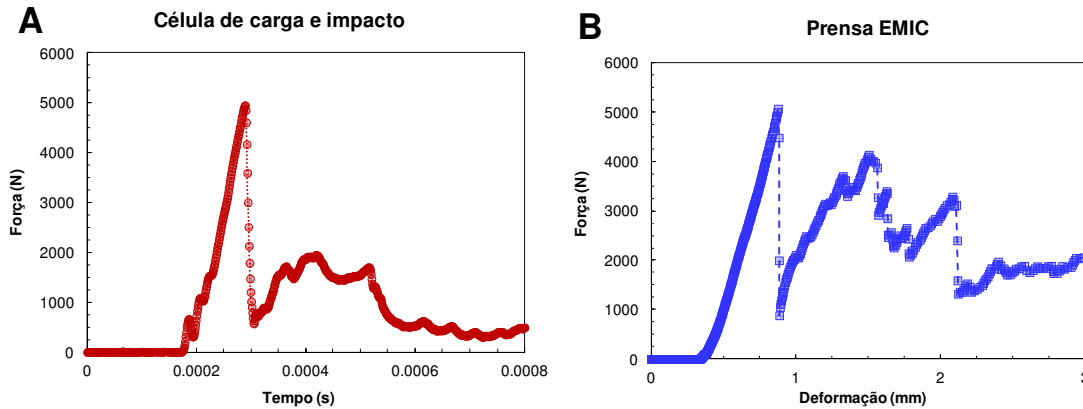 A
Célula de carga e impacto
6000
5000
4000
3000
2000
1000
0
Força (N)
0
0.0002
0.0004
0.0006
0.0008
Tempo (s)
B
Prensa EMIC
6000
5000
4000
3000
2000
1000
0
Força (N)
0
1
2
3
Deformação (mm)